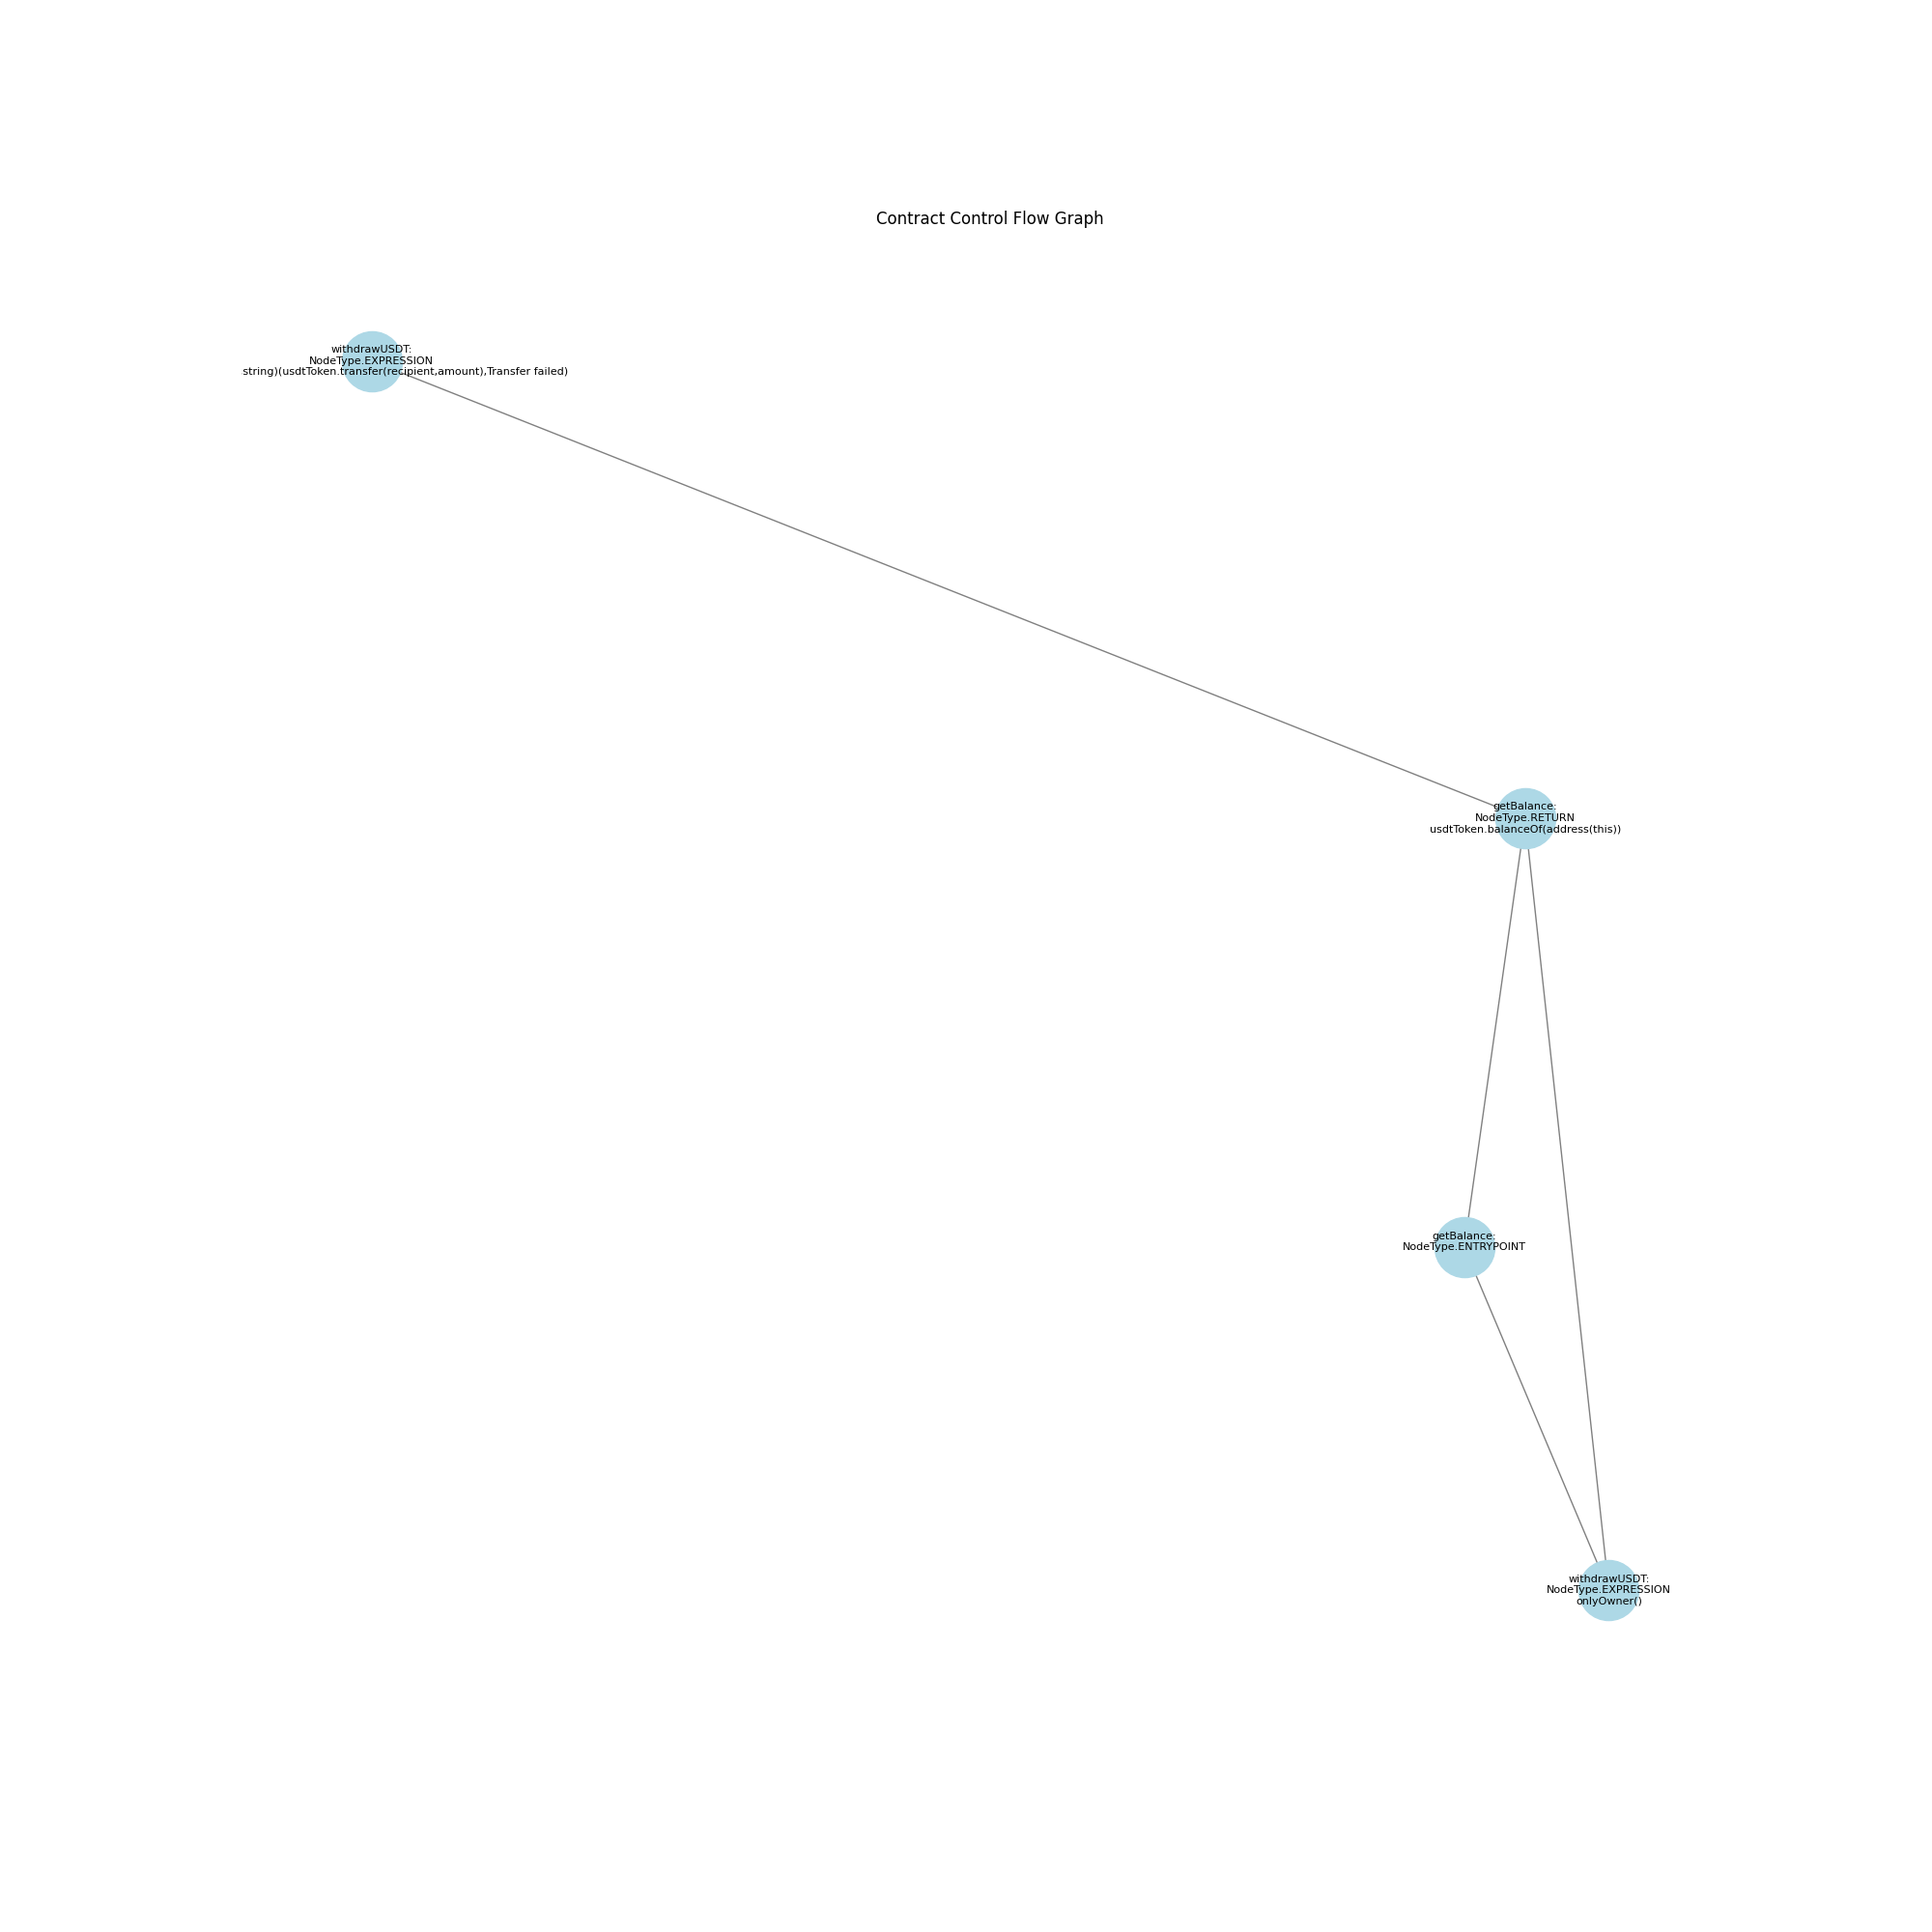 Contract Control Flow Graph
withdrawUSDT:
NodeType.EXPRESSION
string)(usdtToken.transfer(recipient,amount),Transfer failed)
getBalance:
NodeType.RETURN
usdtToken.balanceOf(address(this))
getBalance:
NodeType.ENTRYPOINT
withdrawUSDT:
NodeType.EXPRESSION
onlyOwner()